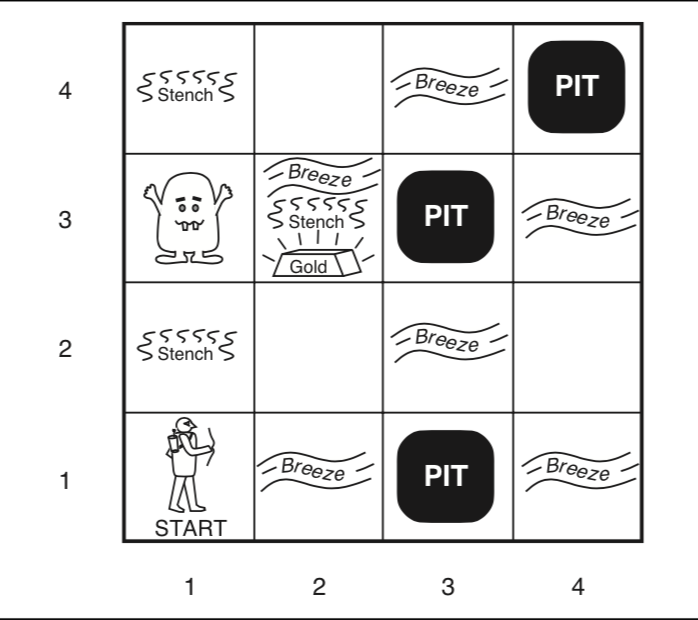 4
Stench
Breeze
PIT
3
Breeze
Stench
Gold
PIT
Breeze
2
Stench
Breeze
1
START
Breeze
PIT
Breeze
1 2 3 4